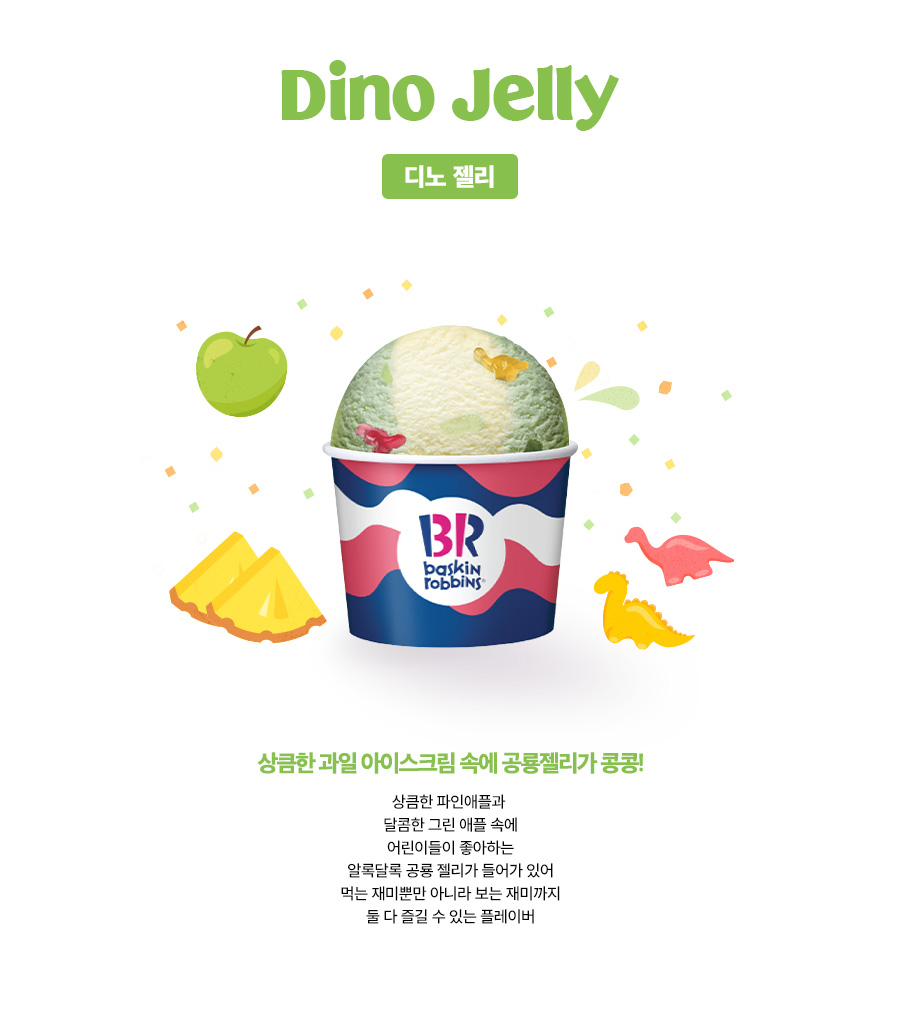 Dino Jelly
디노 젤리
BR
baskin
robbins®
상큼한 과일 아이스크림 속에 공룡젤리가 콩콩!
상큼한 파인애플과
달콤한 그린 애플 속에
어린이들이 좋아하는
알록달록 공룡 젤리가 들어가 있어
먹는 재미뿐만 아니라 보는 재미까지
둘 다 즐길 수 있는 플레이버